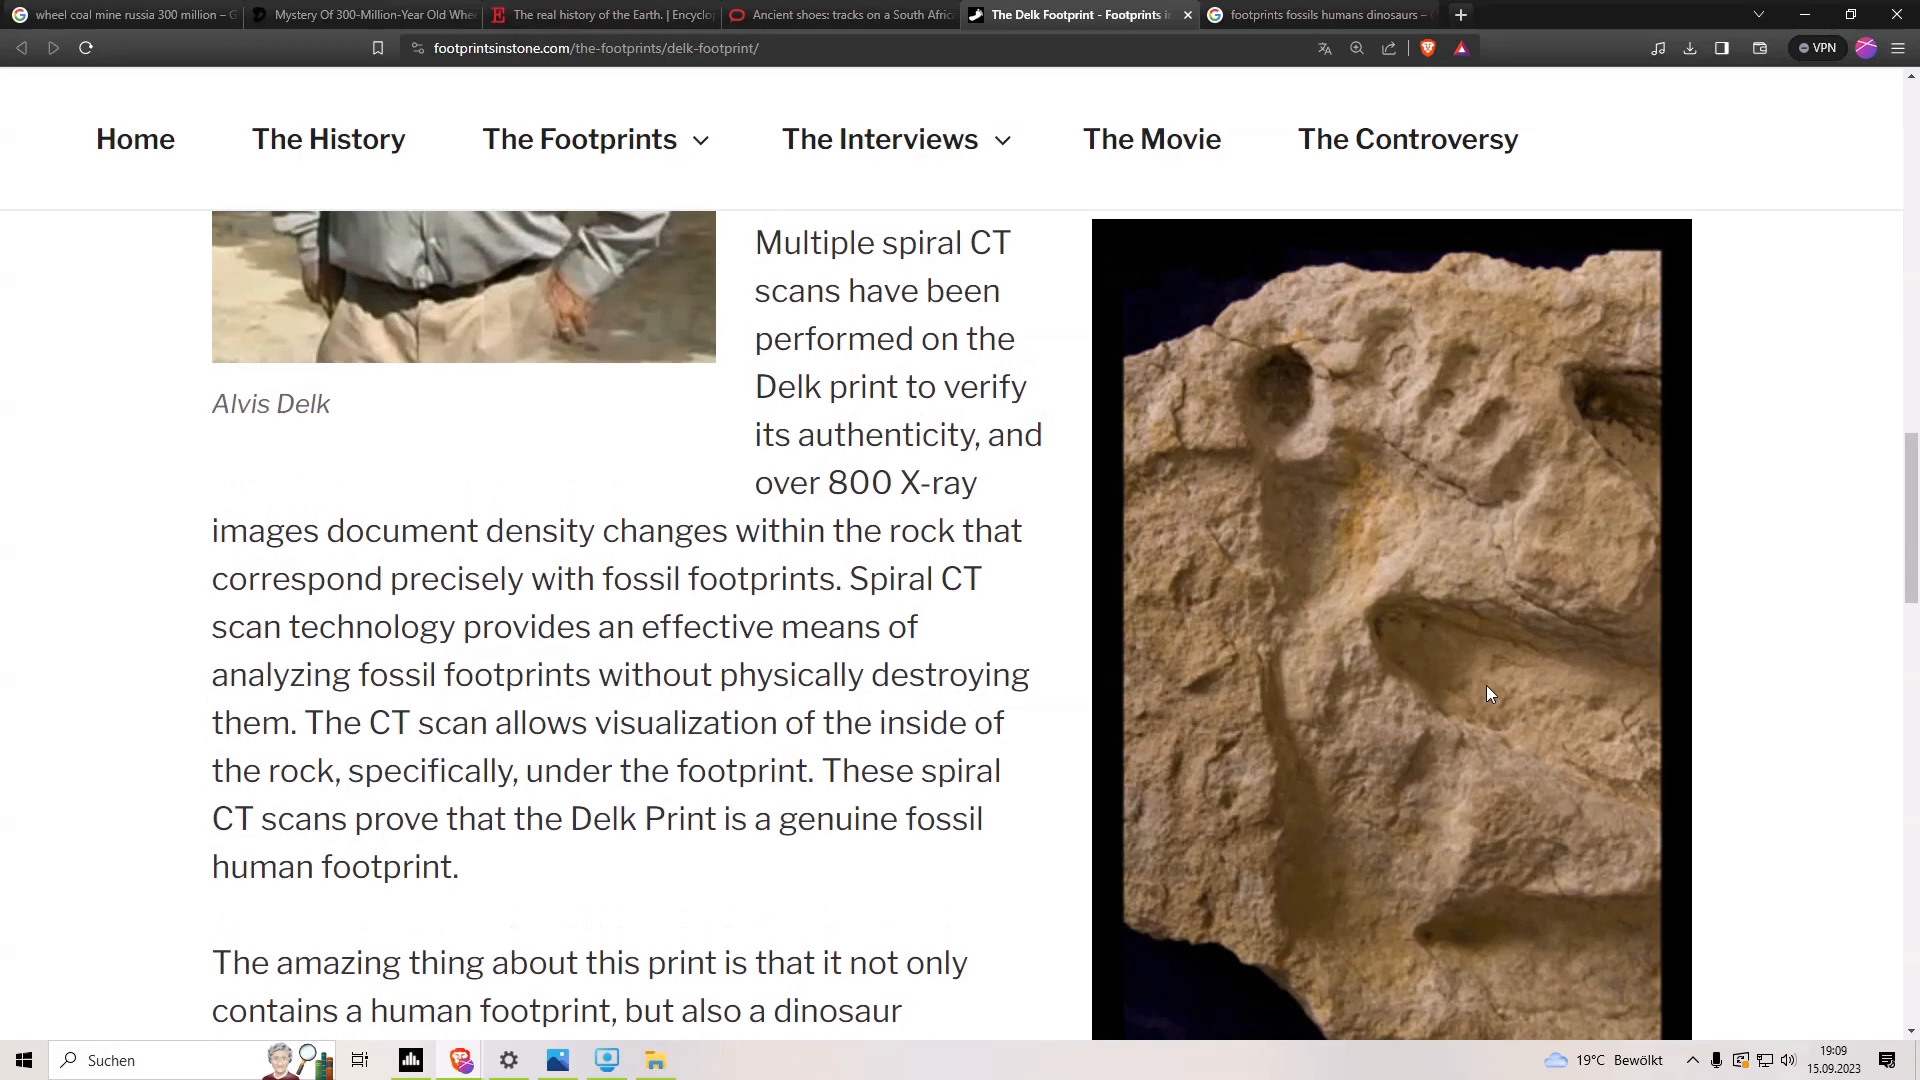 wheel coal mine russia 300 million – G
Mystery Of 300-Million-Year Old Whe
The real history of the Earth. | Encyclo
Ancient shoes: tracks on a South Afric
The Delk Footprint - Footprints i
footprints fossils humans dinosaurs –
footprintsinstone.com/the-footprints/delk-footprint/
VPN
Home The History The Footprints The Interviews The Movie The Controversy
Multiple spiral CT
scans have been
performed on the
Delk print to verify
its authenticity, and
over 800 X-ray
images document density changes within the rock that
correspond precisely with fossil footprints. Spiral CT
scan technology provides an effective means of
analyzing fossil footprints without physically destroying
them. The CT scan allows visualization of the inside of
the rock, specifically, under the footprint. These spiral
CT scans prove that the Delk Print is a genuine fossil
human footprint.
Alvis Delk
The amazing thing about this print is that it not only
contains a human footprint, but also a dinosaur
Suchen
19°C Bewölkt
19:09
15.09.2023